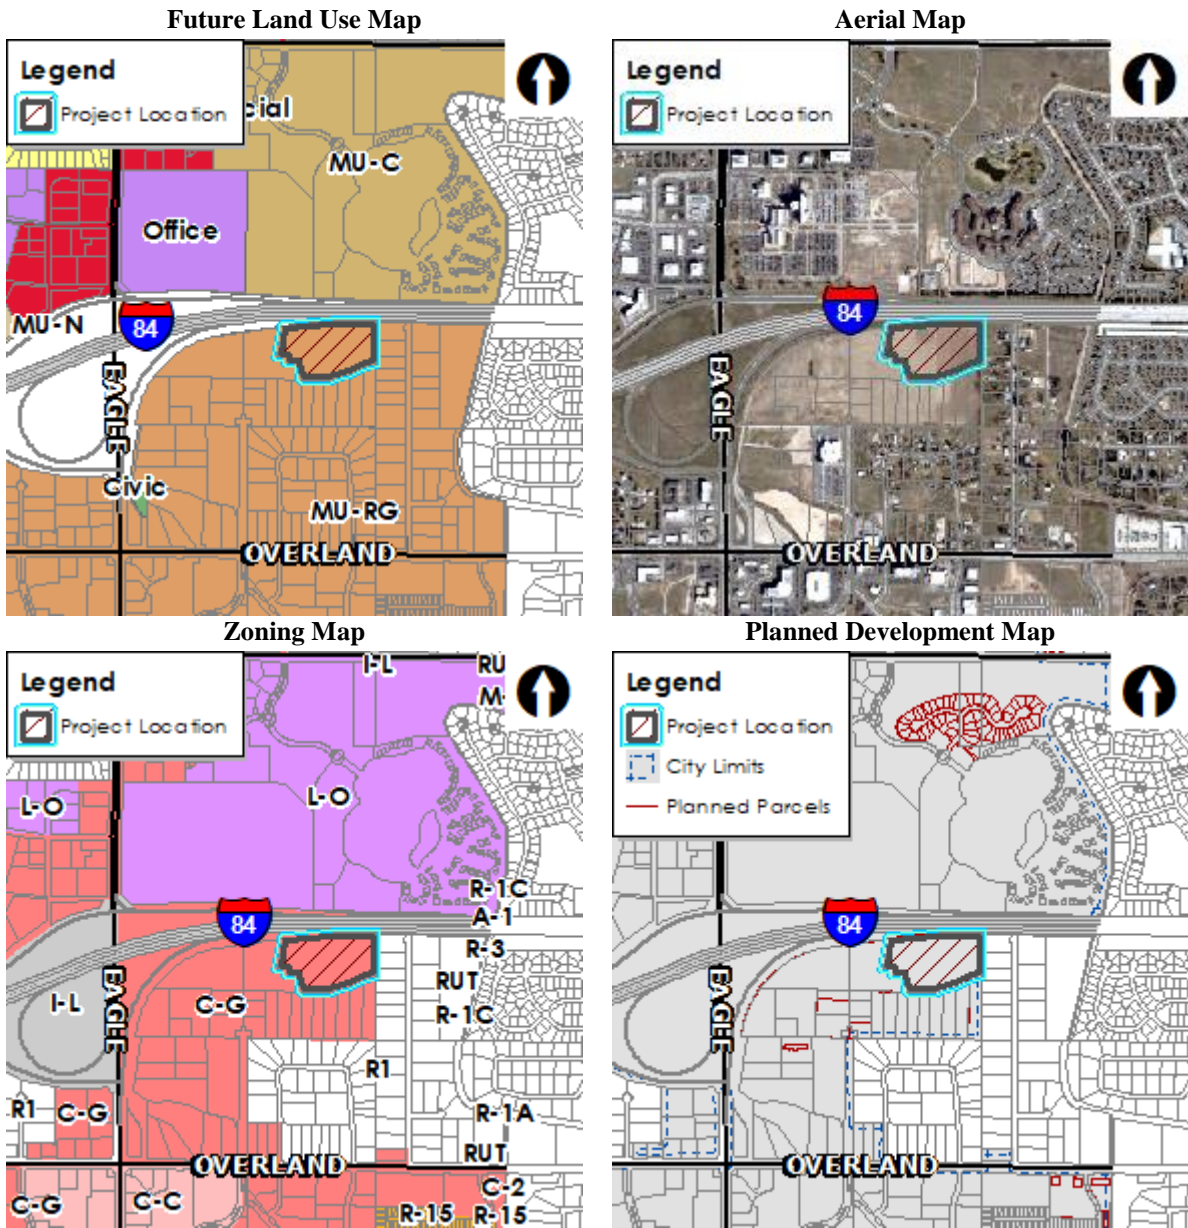 Future Land Use Map
Legend
Project Location
cial
MU-C
Office
MU-N
84
EAGLE
Civic
MU-RG
OVERLAND
Aerial Map
Legend
Project Location
84
EAGLE
OVERLAND
Zoning Map
Legend
Project Location
I-L
RU
M-
L-O
L-O
R-1C
A-1
84
R-3
RUT
I-L
EAGLE
C-G
R-1C
R1
R1
C-G
R-1A
RUT
OVERLAND
C-2
C-G
C-C
R-15
R-15
Planned Development Map
Legend
Project Location
City Limits
Planned Parcels
84
EAGLE
OVERLAND